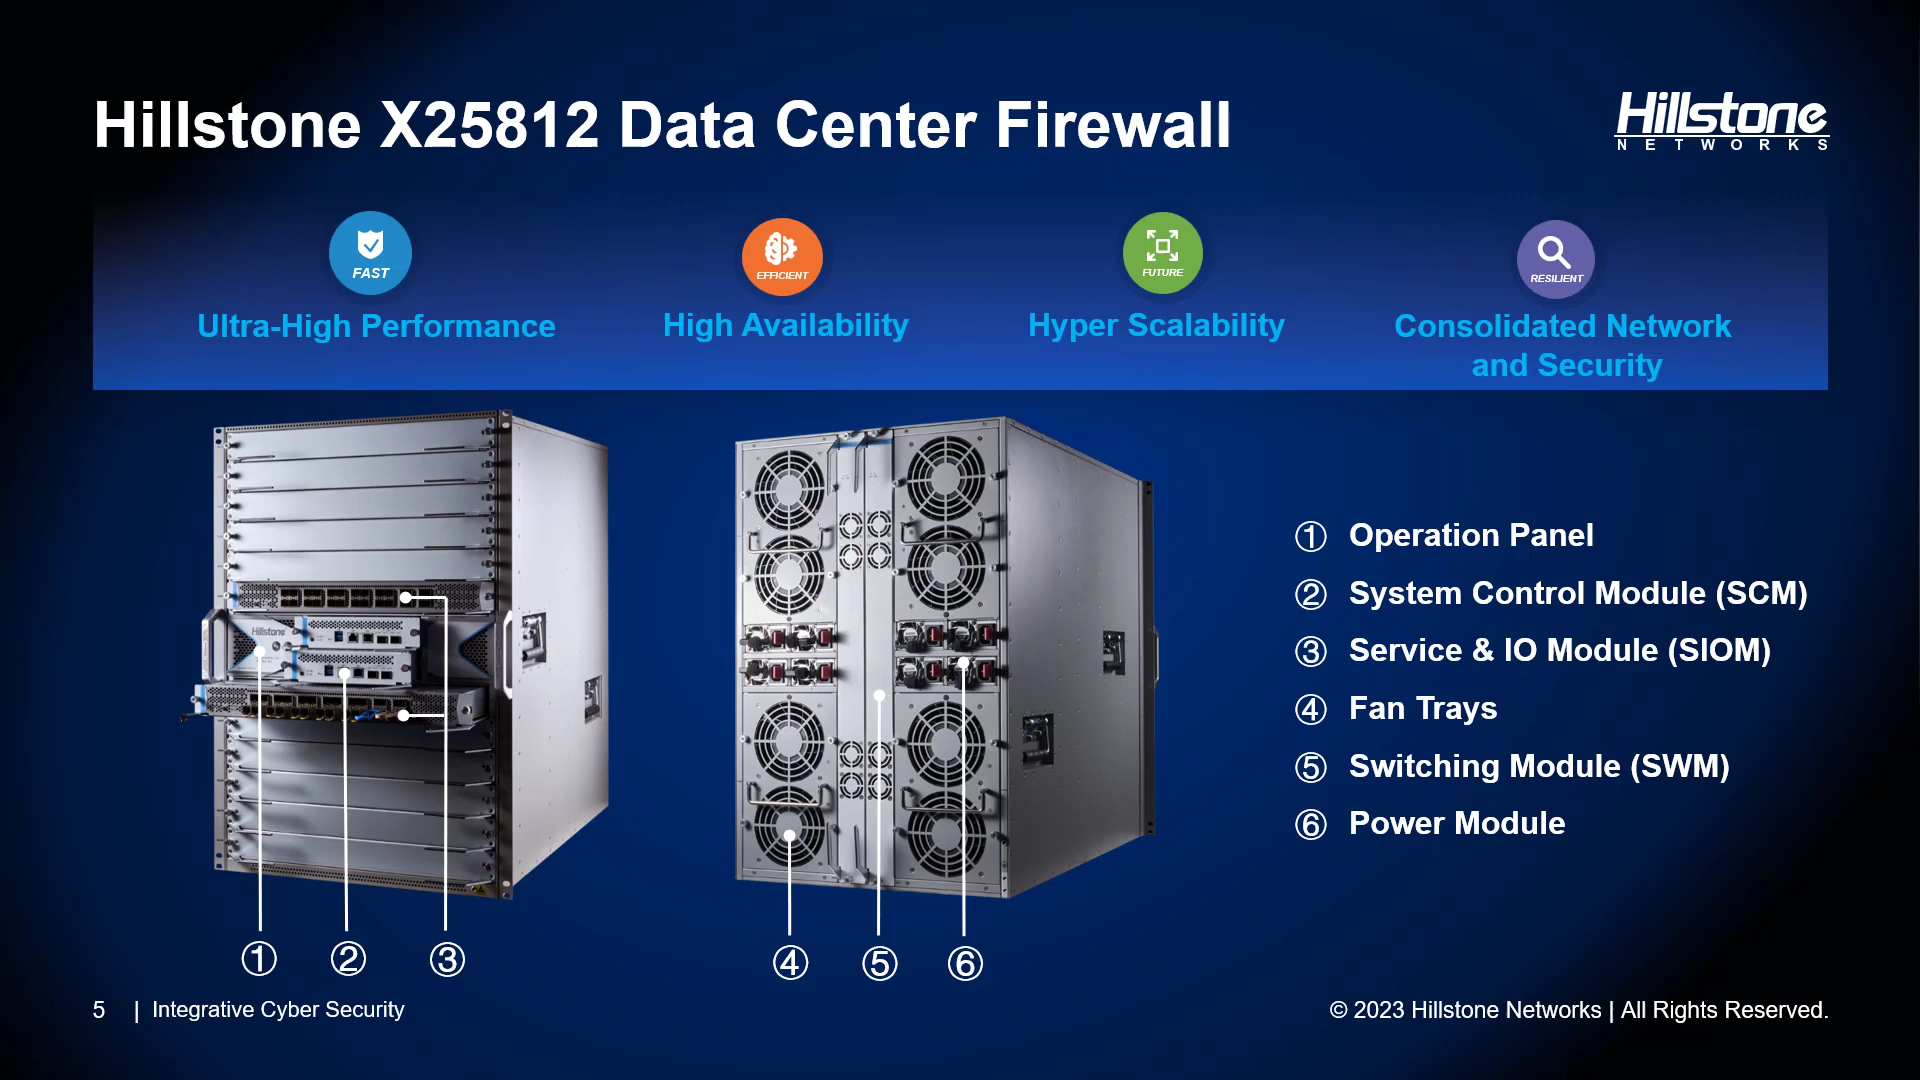 Hillstone X25812 Data Center Firewall
Hillstone
NETWORKS
FAST
EFFICIENT
FUTURE
RESILIENT
Ultra-High Performance
High Availability
Hyper Scalability
Consolidated Network
and Security
Hillstone
① Operation Panel
② System Control Module (SCM)
③ Service & IO Module (SIOM)
④ Fan Trays
⑤ Switching Module (SWM)
⑥ Power Module
① ② ③
④ ⑤ ⑥
5 | Integrative Cyber Security
© 2023 Hillstone Networks | All Rights Reserved.